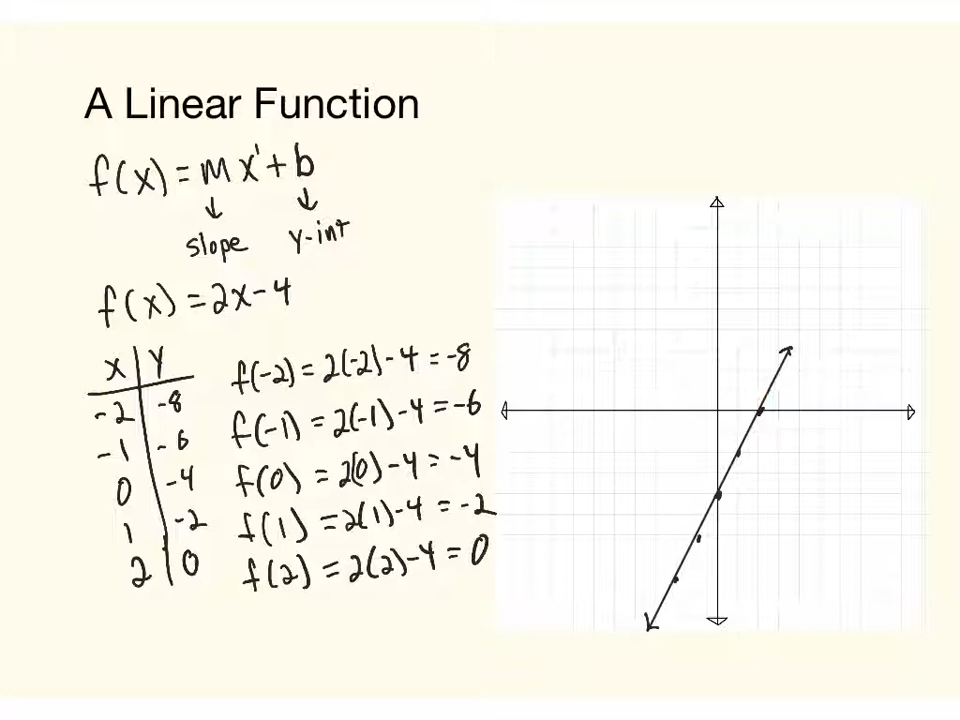 A Linear Function
f(x) = mx¹ + b
↓ ↓
slope y-int
f(x) = 2x - 4
x | y
-2 | -8
-1 | -6
0 | -4
1 | -2
2 | 0
f(-2) = 2(-2) - 4 = -8
f(-1) = 2(-1) - 4 = -6
f(0) = 2(0) - 4 = -4
f(1) = 2(1) - 4 = -2
f(2) = 2(2) - 4 = 0